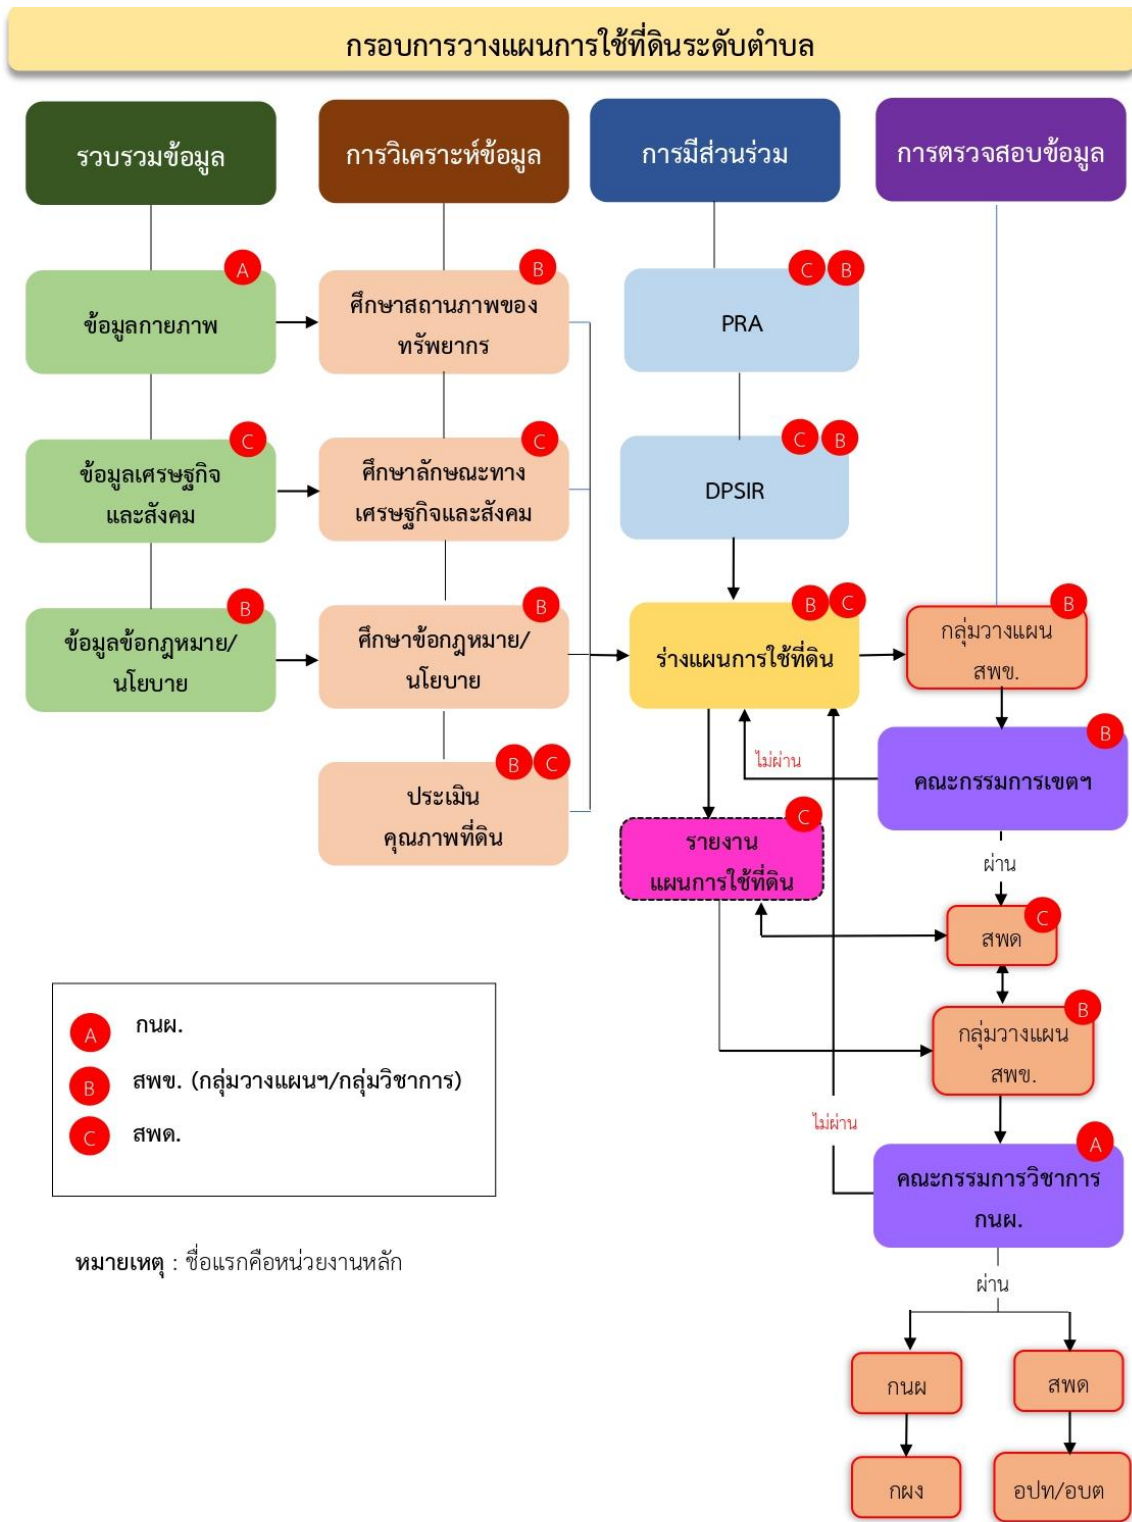 กรอบการวางแผนการใช้ที่ดินระดับตำบล
รวบรวมข้อมูล
การวิเคราะห์ข้อมูล
การมีส่วนร่วม
การตรวจสอบข้อมูล
A
ข้อมูลกายภาพ
B
ศึกษาสถานภาพของ
ทรัพยากร
C B
PRA
C
ข้อมูลเศรษฐกิจ
และสังคม
C
ศึกษาลักษณะทาง
เศรษฐกิจและสังคม
C B
DPSIR
B
ข้อมูลข้อกฎหมาย/
นโยบาย
B
ศึกษาข้อกฎหมาย/
นโยบาย
B C
ร่างแผนการใช้ที่ดิน
B
กลุ่มวางแผน
สพข.
B C
ประเมิน
คุณภาพที่ดิน
ไม่ผ่าน
B
คณะกรรมการเขตฯ
C
รายงาน
แผนการใช้ที่ดิน
ผ่าน
C
สพด
B
กลุ่มวางแผน
สพข.
A กนผ.
B สพข. (กลุ่มวางแผนฯ/กลุ่มวิชาการ)
C สพด.
ไม่ผ่าน
A
คณะกรรมการวิชาการ
กนผ.
หมายเหตุ : ชื่อแรกคือหน่วยงานหลัก
ผ่าน
กนผ
สพด
กผง
อปท/อบต